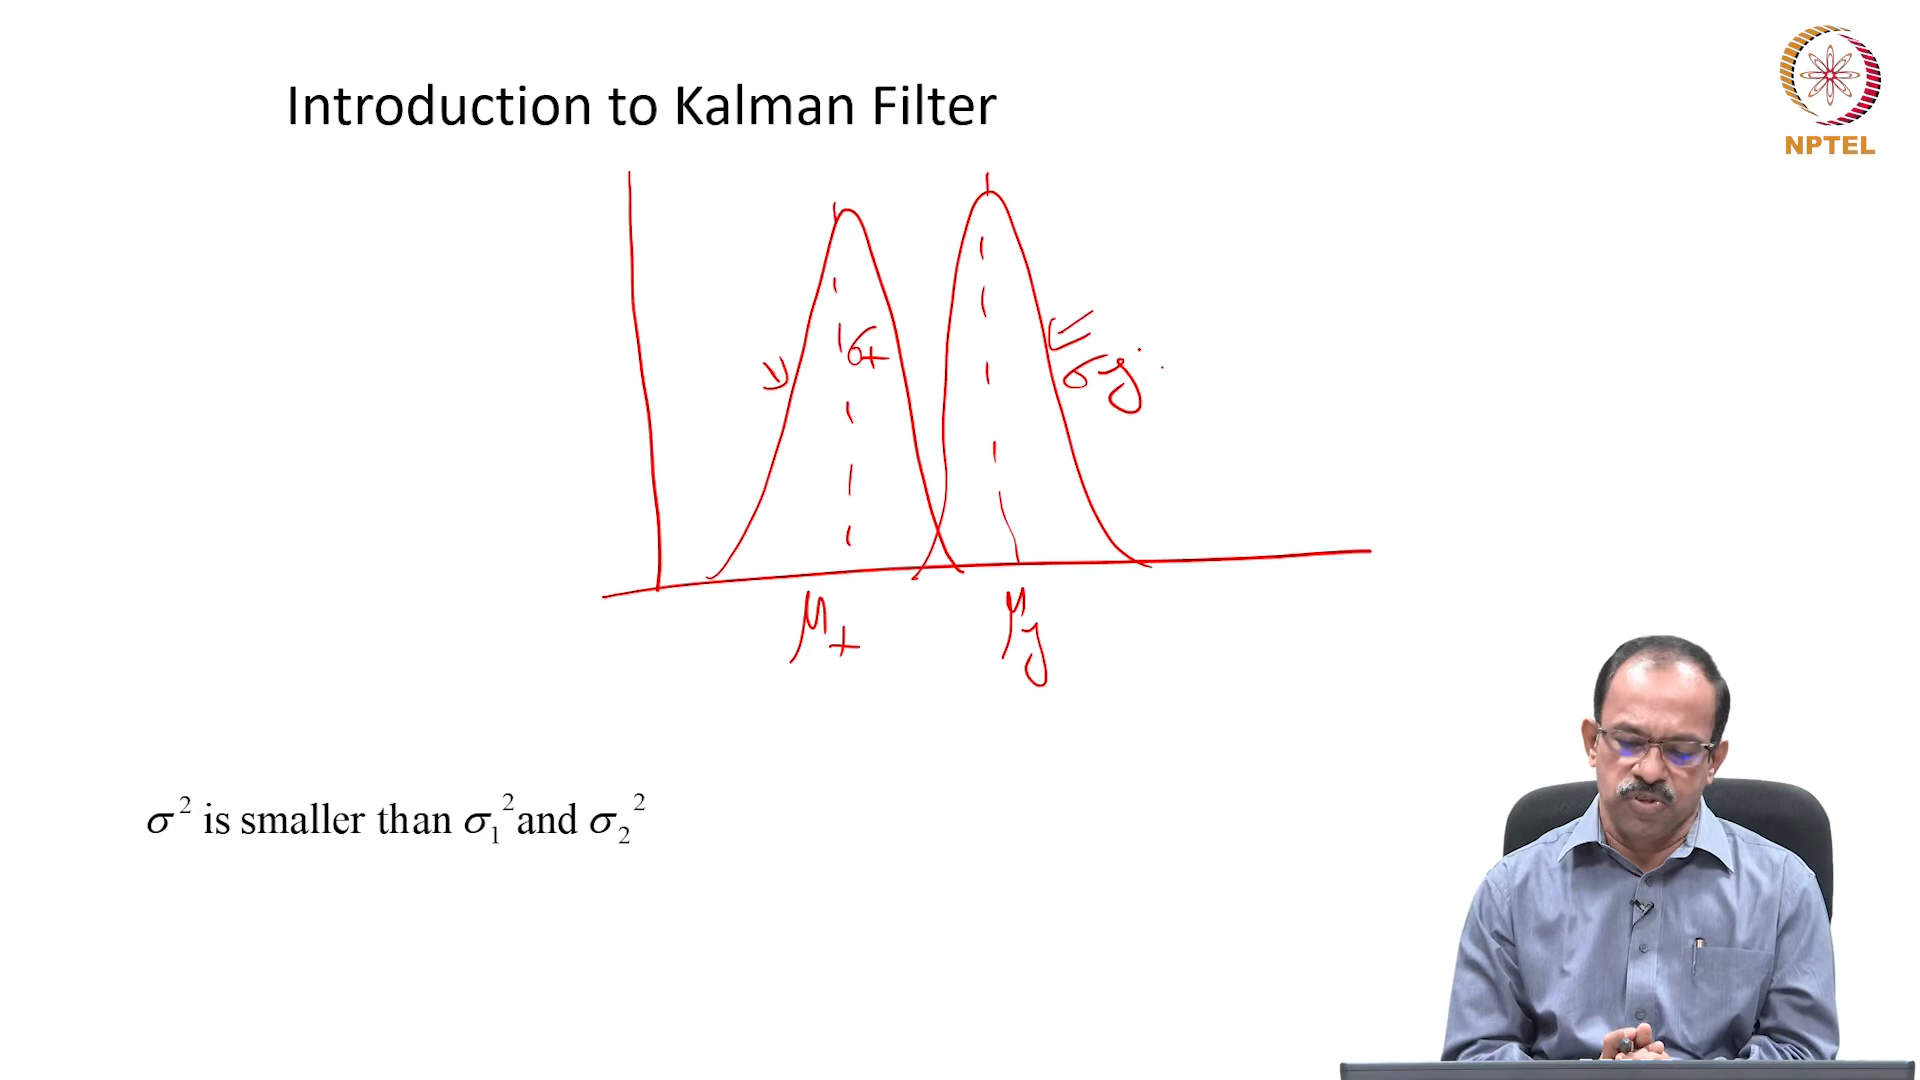 NPTEL
Introduction to Kalman Filter
σx
σy
μx
μy
σ² is smaller than σ₁² and σ₂²